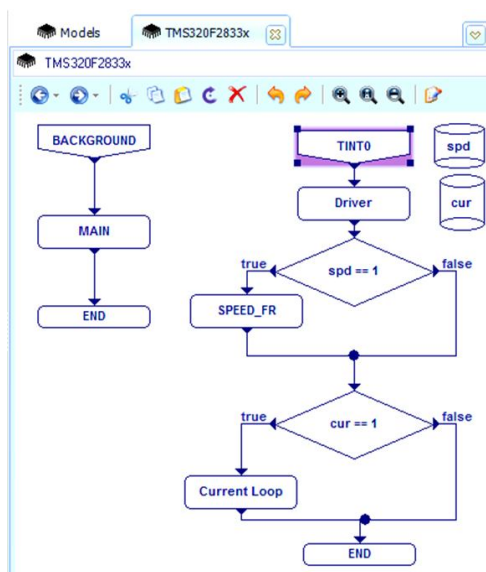 Models
TMS320F2833x
TMS320F2833x
BACKGROUND
MAIN
END
TINT0
spd
cur
Driver
spd == 1
true
false
SPEED_FR
cur == 1
true
false
Current Loop
END